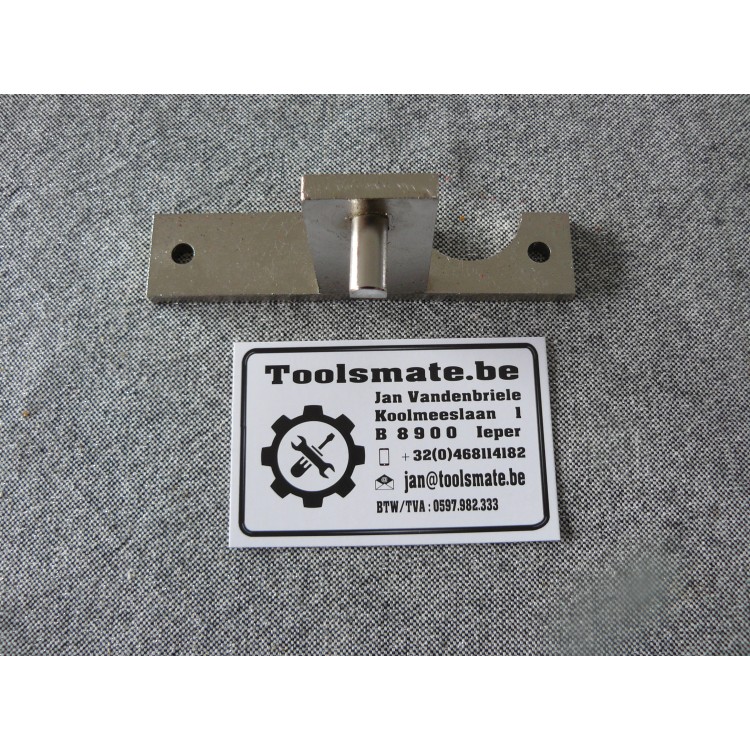 Toolsmate.be
Jan Vandenbriele
Koolmeeslaan 1
B 8900 Ieper
+32(0)468114182
jan@toolsmate.be
BTW/TVA : 0597.982.333